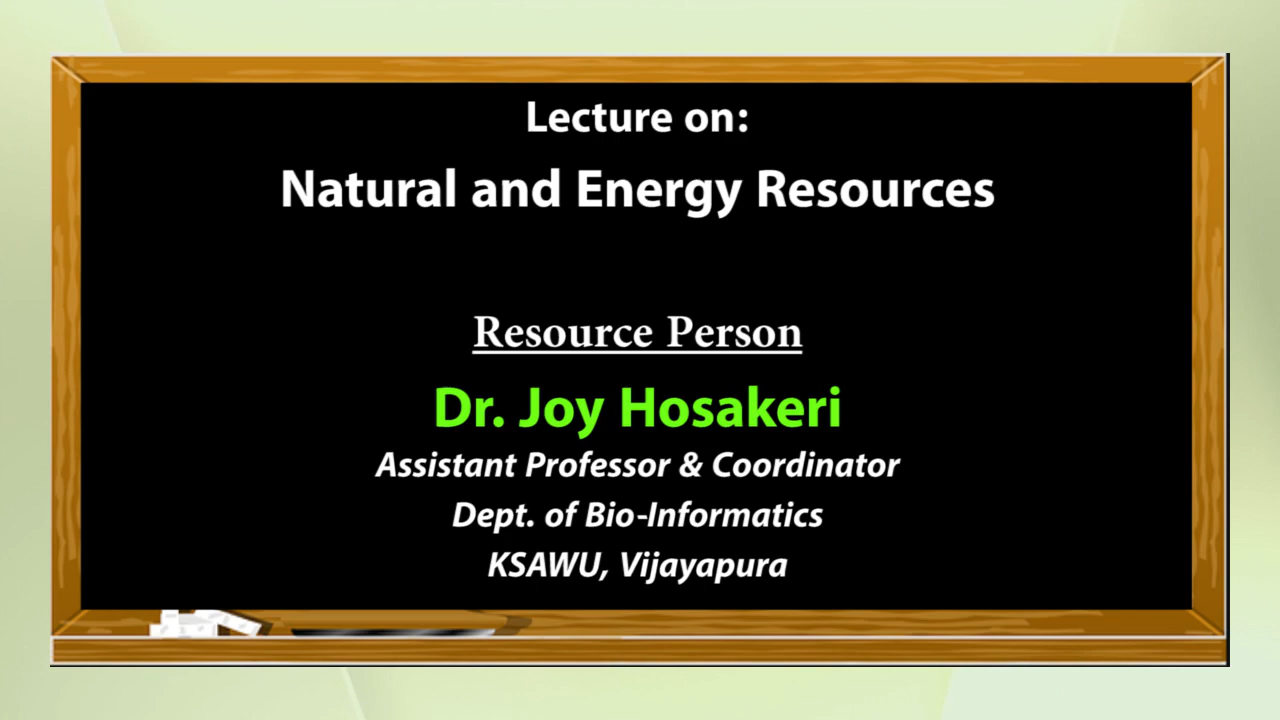 Lecture on:
Natural and Energy Resources
Resource Person
Dr. Joy Hosakeri
Assistant Professor & Coordinator
Dept. of Bio-Informatics
KSAWU, Vijayapura